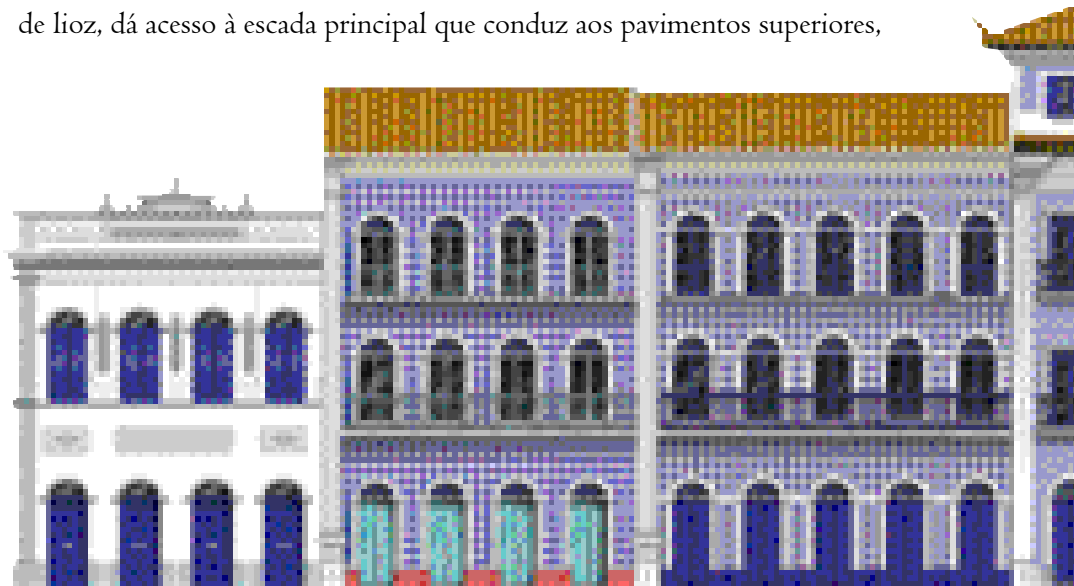 de lioz, dá acesso à escada principal que conduz aos pavimentos superiores,